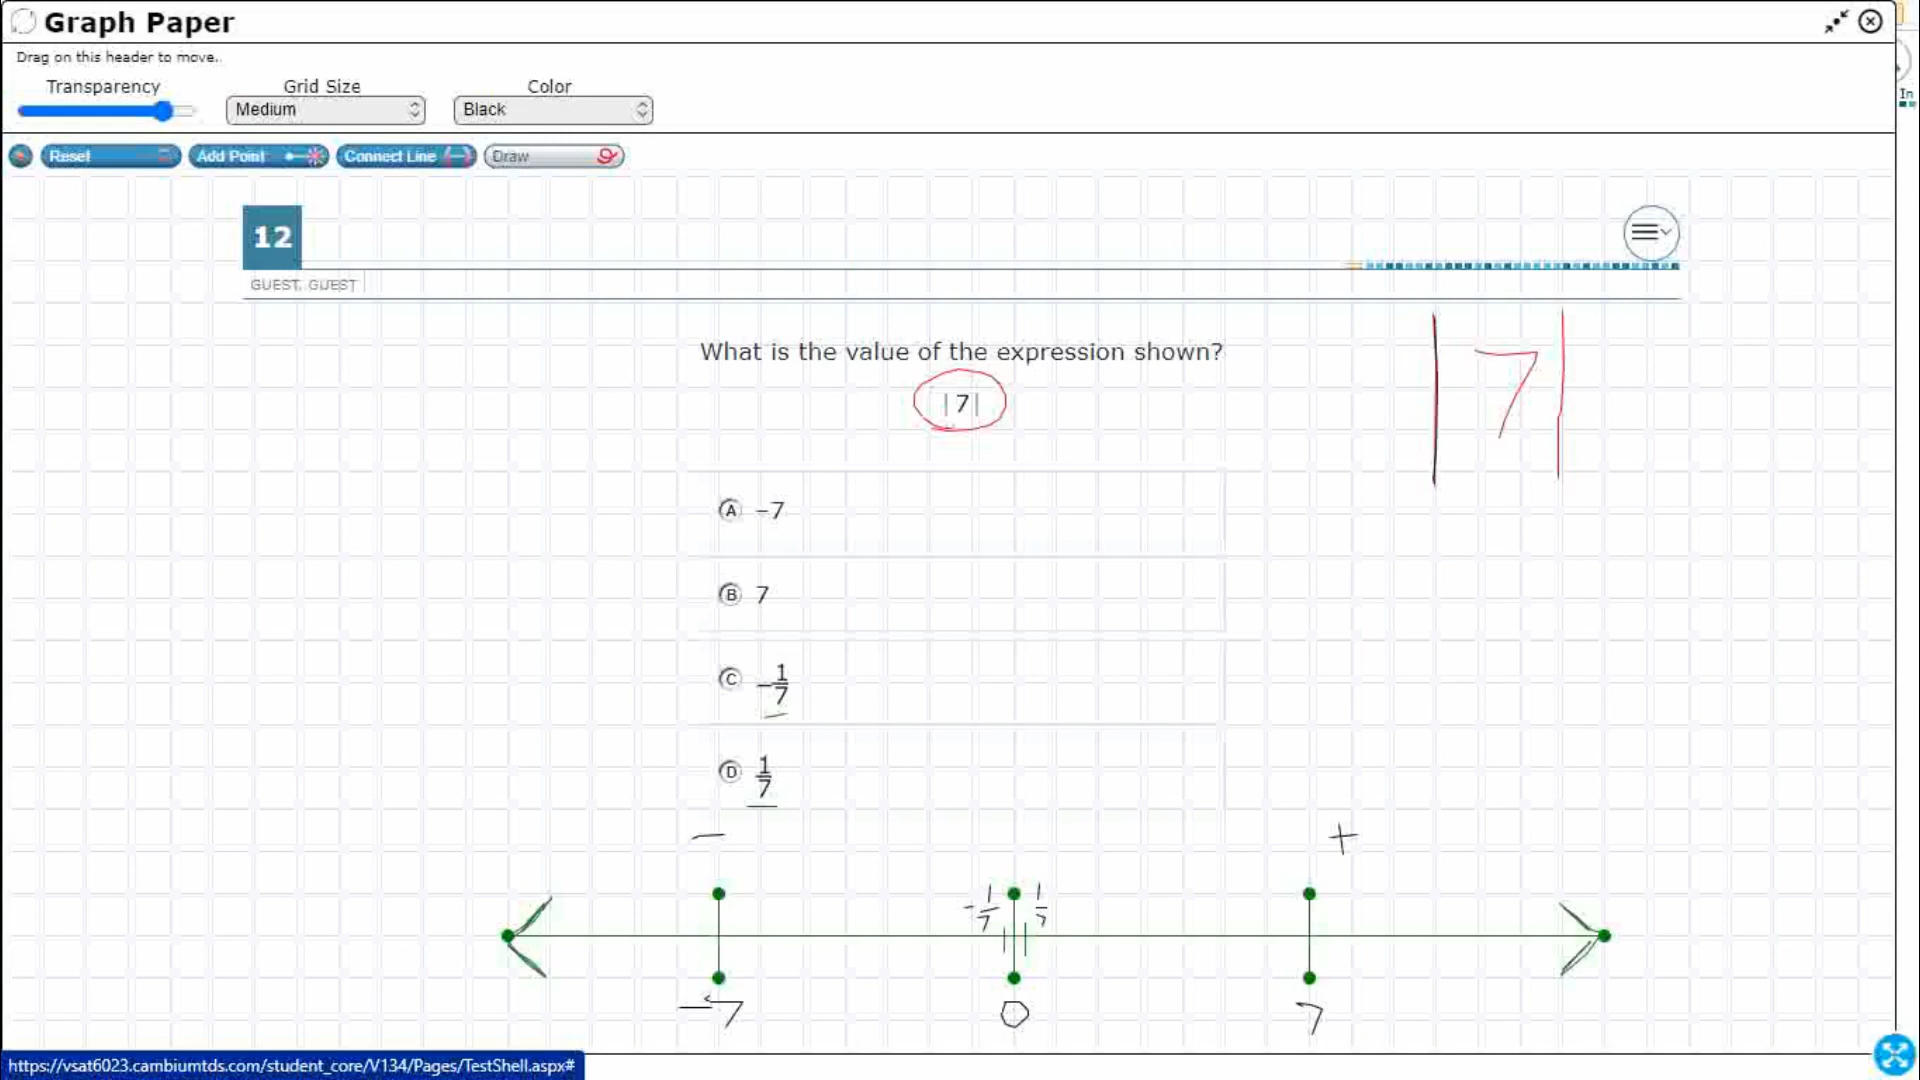 Graph Paper
Drag on this header to move..
Transparency
Grid Size
Color
Medium
Black
Reset
Add Point
Connect Line
Draw
In
12
GUEST, GUEST
What is the value of the expression shown?
|7|
|7|
A -7
B 7
C -1/7
D 1/7
- +
-1/7 1/7
-7 0 7
https://vsat6023.cambiumtds.com/student_core/V134/Pages/TestShell.aspx#